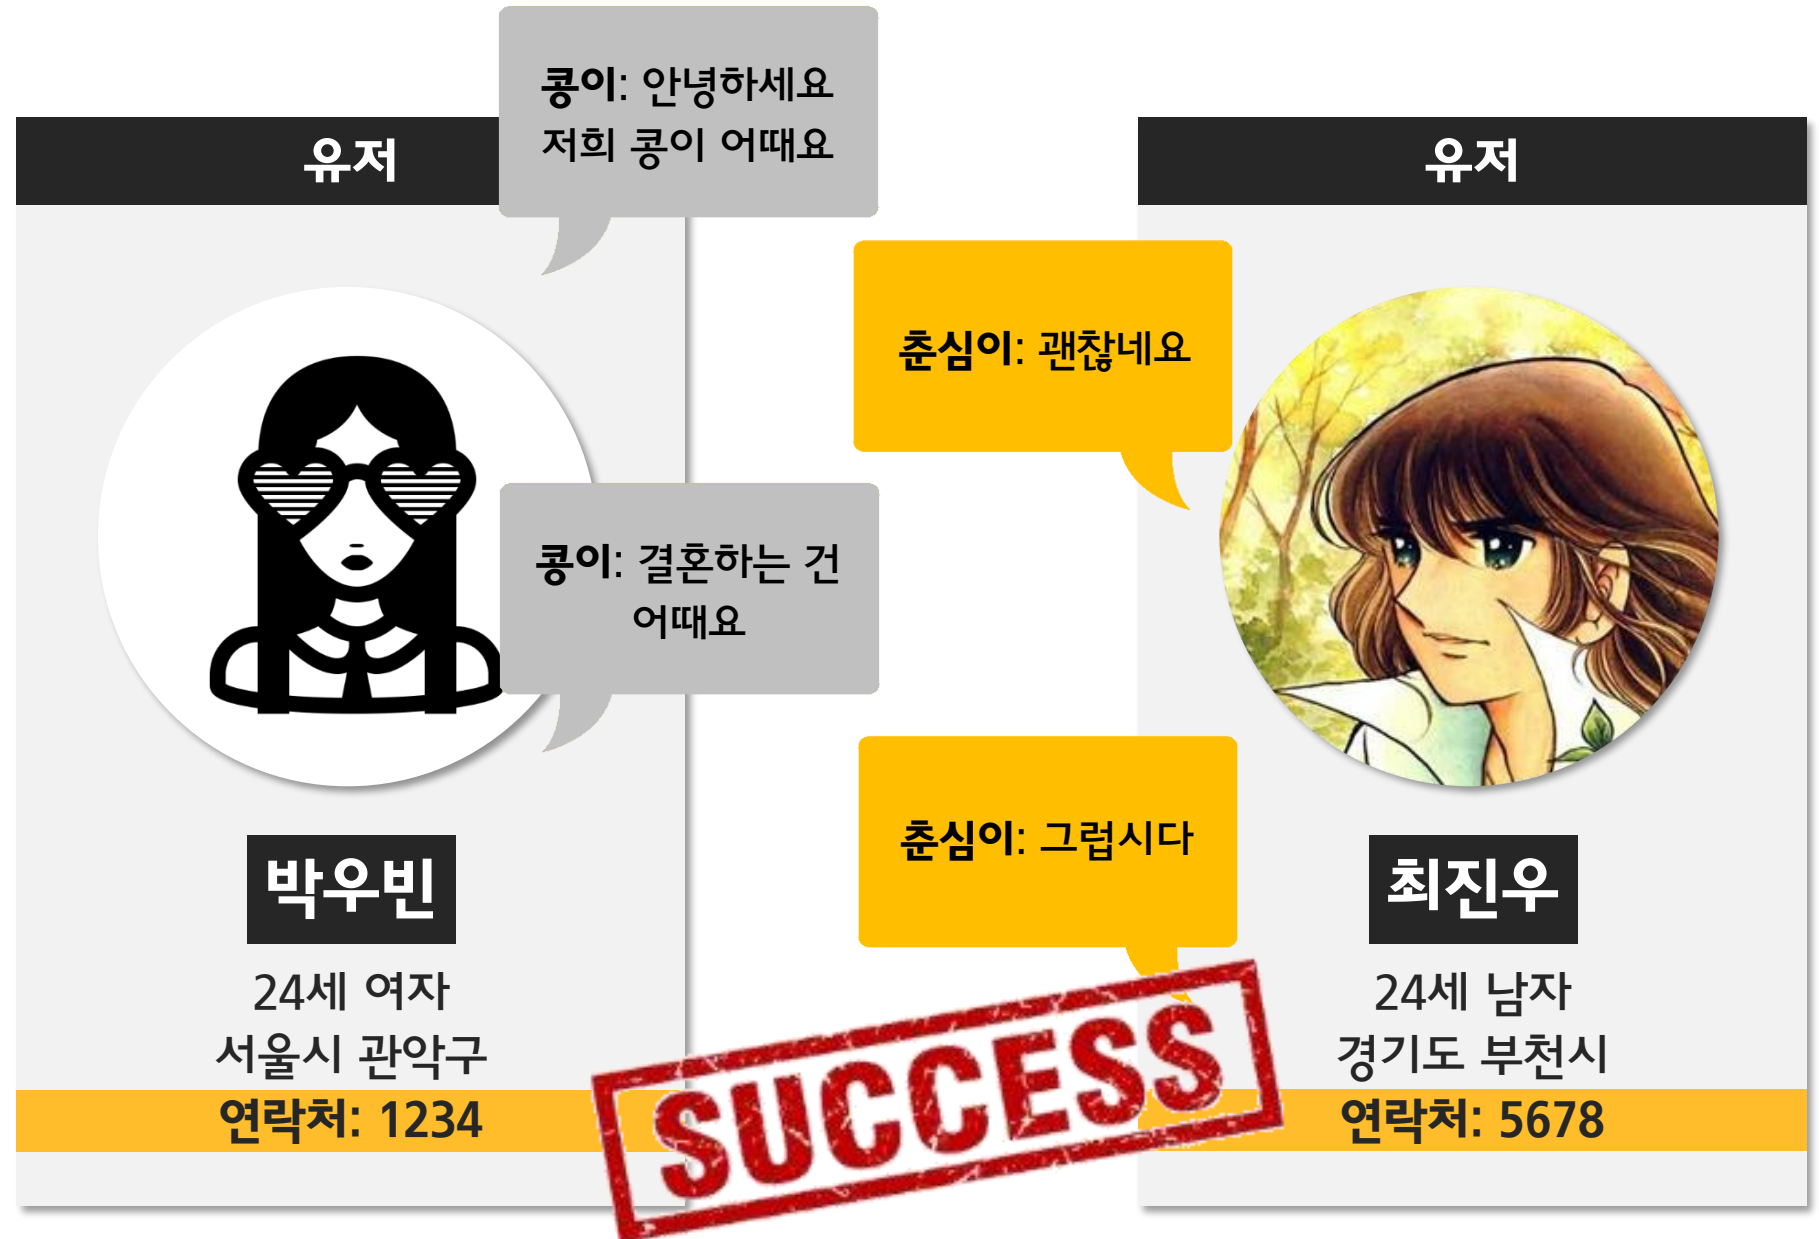 콩이: 안녕하세요
저희 콩이 어때요
유저
유저
춘심이: 괜찮네요
콩이: 결혼하는 건
어때요
춘심이: 그럽시다
박우빈
24세 여자
서울시 관악구
연락처: 1234
최진우
24세 남자
경기도 부천시
연락처: 5678
SUCCESS